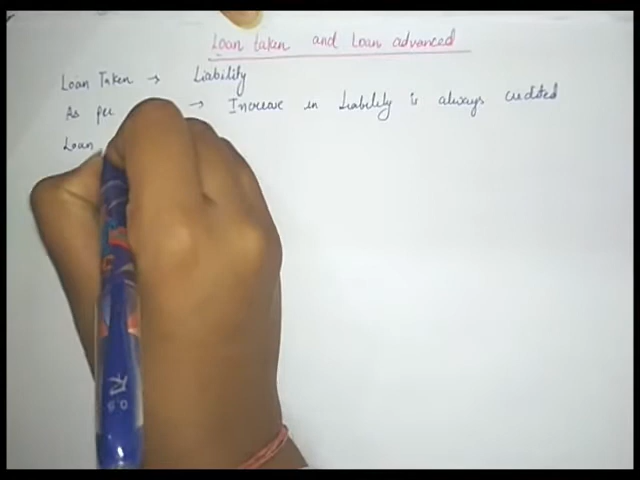 Loan taken and Loan advanced
Loan Taken → Liability
As per → Increase in Liability is always credited
Loan